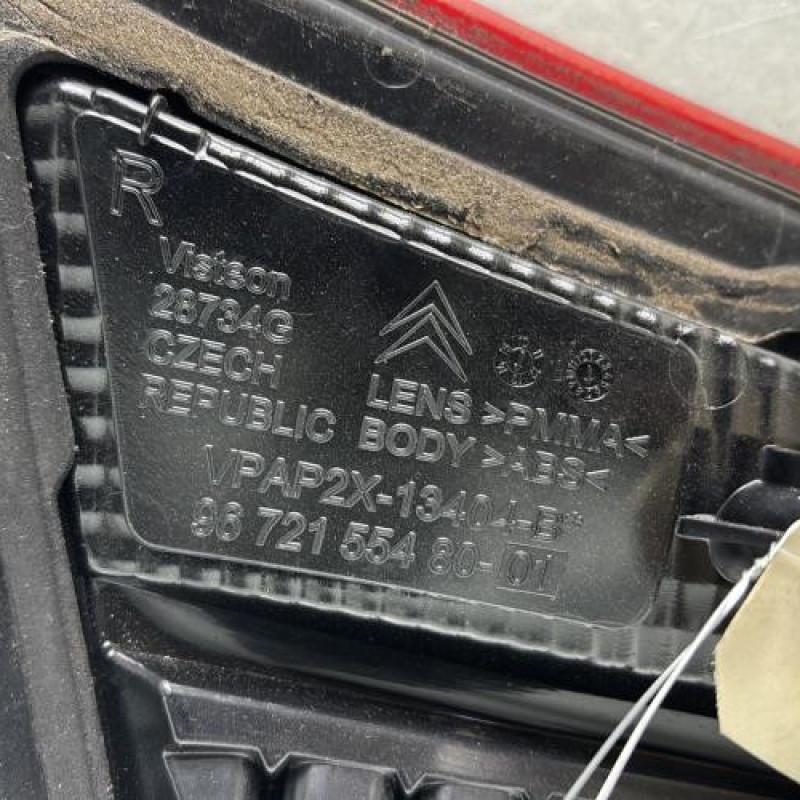 R
Visteon
28734G
CZECH
REPUBLIC
LENS >PMMA<
BODY >ABS<
VPAP2X-13404-B*
96 721 554 80-01